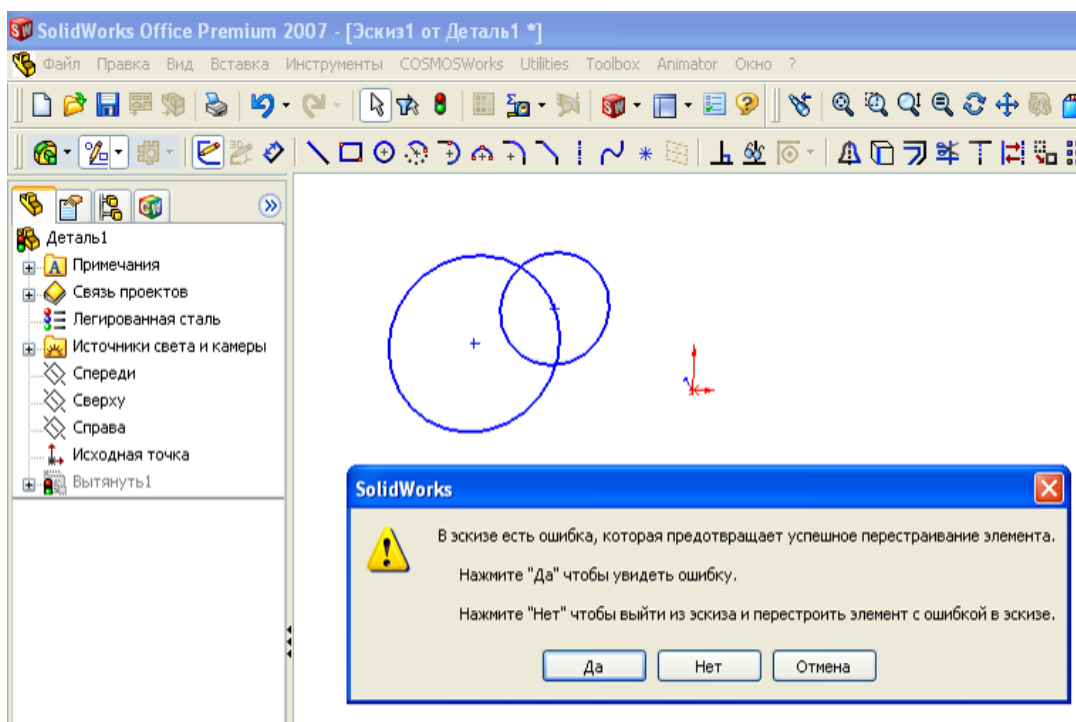 SolidWorks Office Premium 2007 - [Эскиз1 от Деталь1 *]
Файл Правка Вид Вставка Инструменты COSMOSWorks Utilities Toolbox Animator Окно ?
Деталь1
Примечания
Связь проектов
Легированная сталь
Источники света и камеры
Спереди
Сверху
Справа
Исходная точка
Вытянуть1
SolidWorks
В эскизе есть ошибка, которая предотвращает успешное перестраивание элемента.
Нажмите "Да" чтобы увидеть ошибку.
Нажмите "Нет" чтобы выйти из эскиза и перестроить элемент с ошибкой в эскизе.
Да Нет Отмена